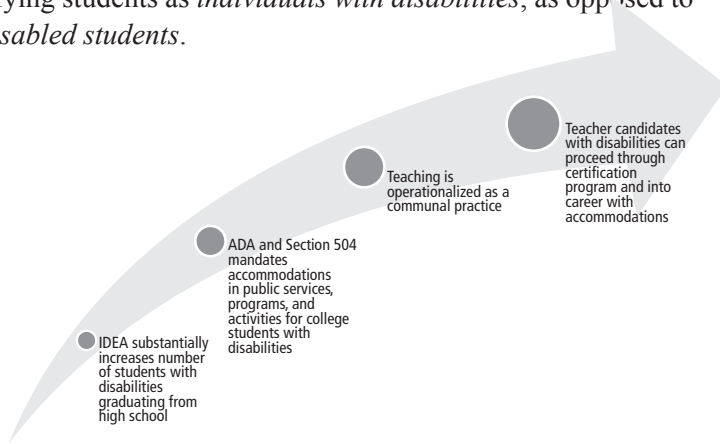 rying students as individuals with disabilities, as opposed to
sabled students.
Teacher candidates
with disabilities can
proceed through
certification
program and into
career with
accommodations
Teaching is
operationalized as a
communal practice
ADA and Section 504
mandates
accommodations
in public services,
programs, and
activities for college
students with
disabilities
IDEA substantially
increases number
of students with
disabilities
graduating from
high school